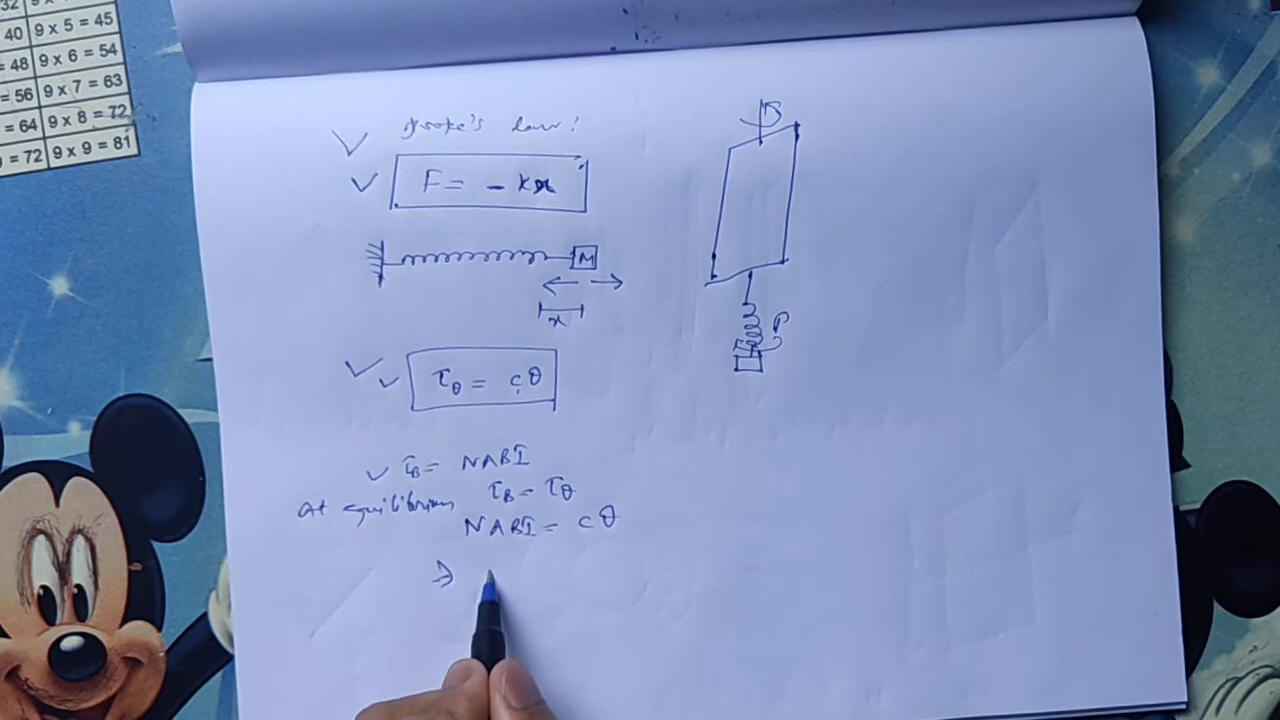 32
40 9 x 5 = 45
= 48 9 x 6 = 54
= 56 9 x 7 = 63
= 64 9 x 8 = 72
= 72 9 x 9 = 81
Hooke's law:
F = - kx
M
x
τθ = cθ
τB = NABI
At equilibrium τB = τθ
NABI = cθ
⇒